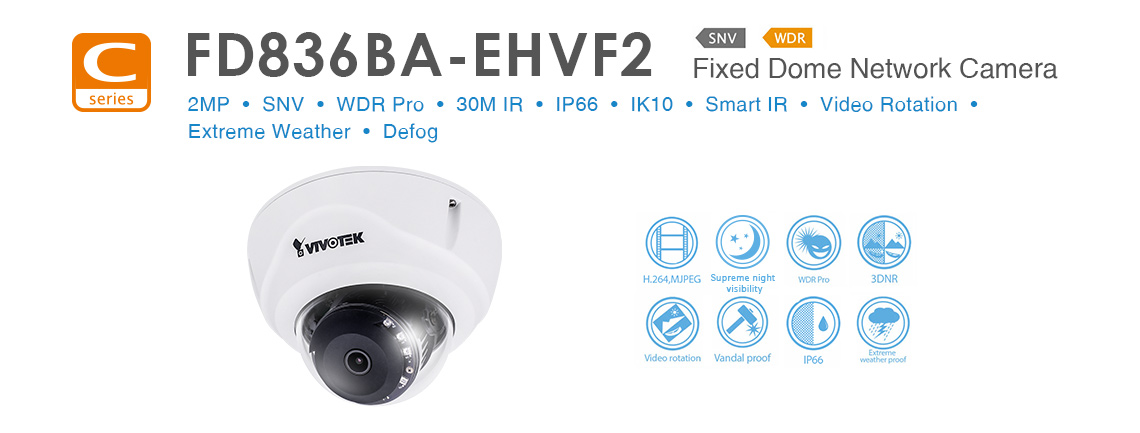 C
series
FD836BA-EHVF2
SNV
WDR
Fixed Dome Network Camera
2MP • SNV • WDR Pro • 30M IR • IP66 • IK10 • Smart IR • Video Rotation •
Extreme Weather • Defog
VIVOTEK
H.264,MJPEG
Supreme night
visibility
WDR Pro
3DNR
Video rotation
Vandal proof
IP66
Extreme
weather proof